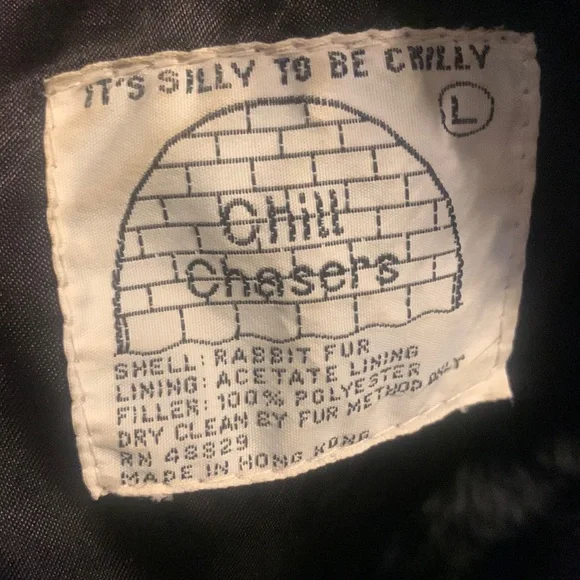 IT'S SILLY TO BE CHILLY
L
Chill
Chasers
SHELL: RABBIT FUR
LINING: ACETATE LINING
FILLER: 100% POLYESTER
DRY CLEAN BY FUR METHOD ONLY
RN 48829
MADE IN HONG KONG